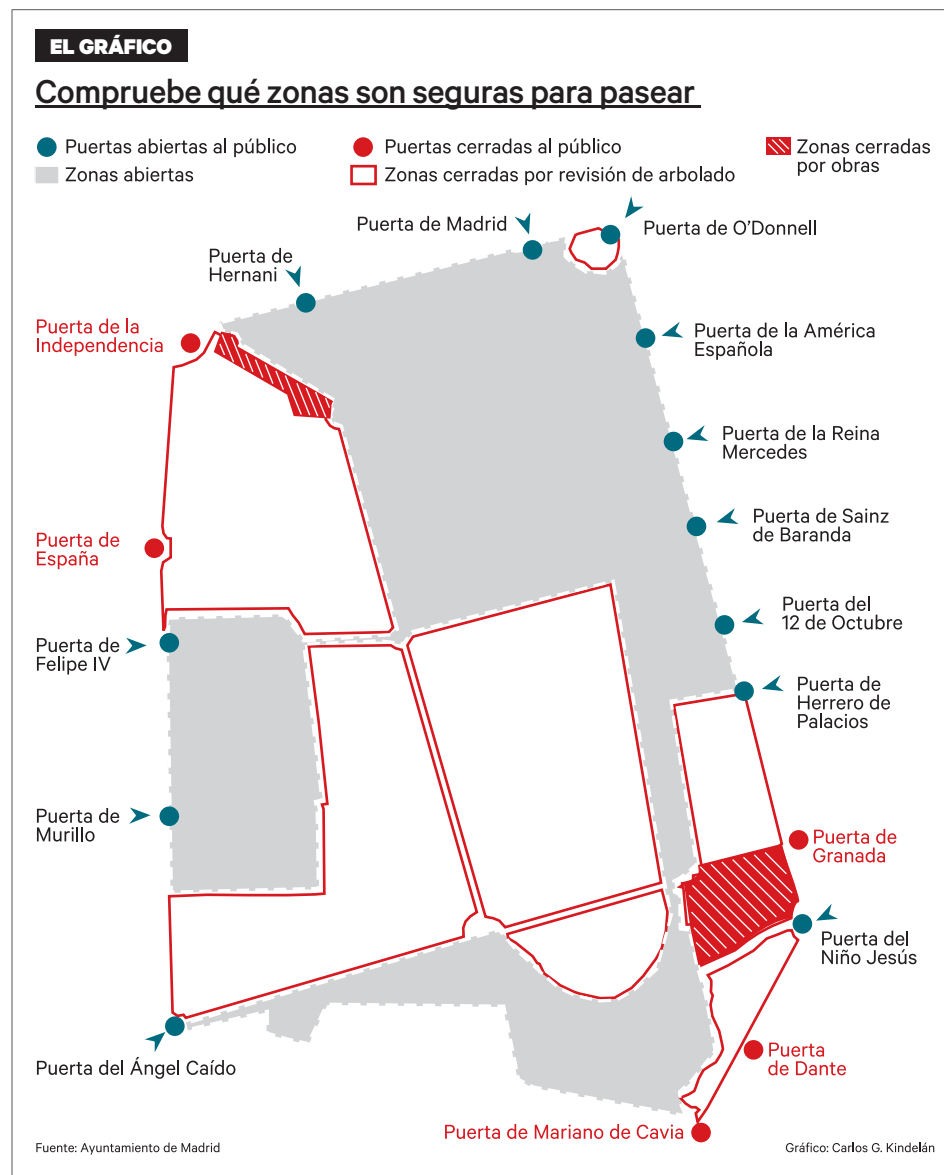 EL GRÁFICO
Compruebe qué zonas son seguras para pasear
Puertas abiertas al público
Puertas cerradas al público
Zonas cerradas
por obras
Zonas abiertas
Zonas cerradas por revisión de arbolado
Puerta de Madrid
Puerta de O’Donnell
Puerta de
Hernani
Puerta de la
Independencia
Puerta de la América
Española
Puerta de la Reina
Mercedes
Puerta de Sainz
de Baranda
Puerta de
España
Puerta del
12 de Octubre
Puerta de
Felipe IV
Puerta de
Herrero de
Palacios
Puerta de
Murillo
Puerta de
Granada
Puerta del
Niño Jesús
Puerta del Ángel Caído
Puerta
de Dante
Puerta de Mariano de Cavia
Fuente: Ayuntamiento de Madrid
Gráfico: Carlos G. Kindelán